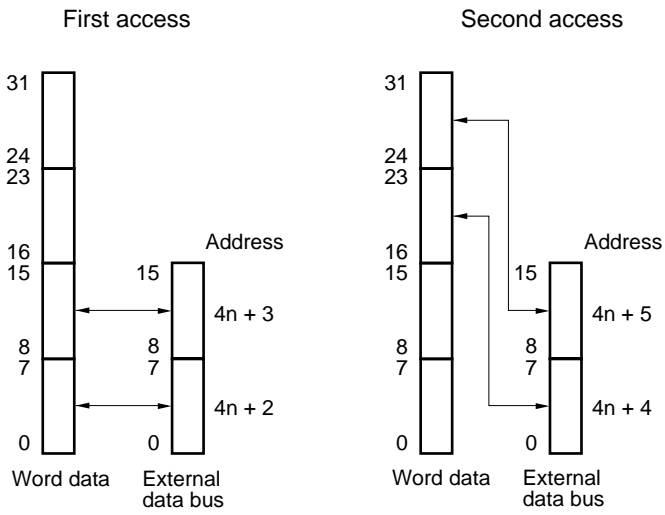 First access
31
24
23
16
15
8
7
0
Address
15
4n + 3
8
7
4n + 2
0
Word data
External
data bus
Second access
31
24
23
16
15
8
7
0
Address
15
4n + 5
8
7
4n + 4
0
Word data
External
data bus